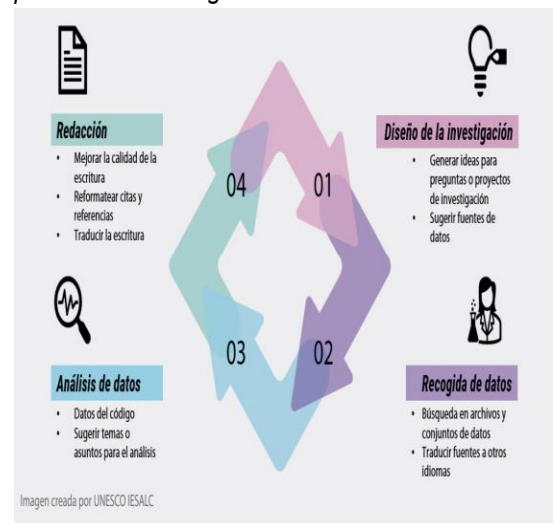 Redacción
• Mejorar la calidad de la
escritura
• Reformatear citas y
referencias
• Traducir la escritura
04
01
Diseño de la investigación
• Generar ideas para
preguntas o proyectos
de investigación
• Sugerir fuentes de
datos
03
02
Análisis de datos
• Datos del código
• Sugerir temas o
asuntos para el análisis
Recogida de datos
• Búsqueda en archivos y
conjuntos de datos
• Traducir fuentes a otros
idiomas
Imagen creada por UNESCO IESALC